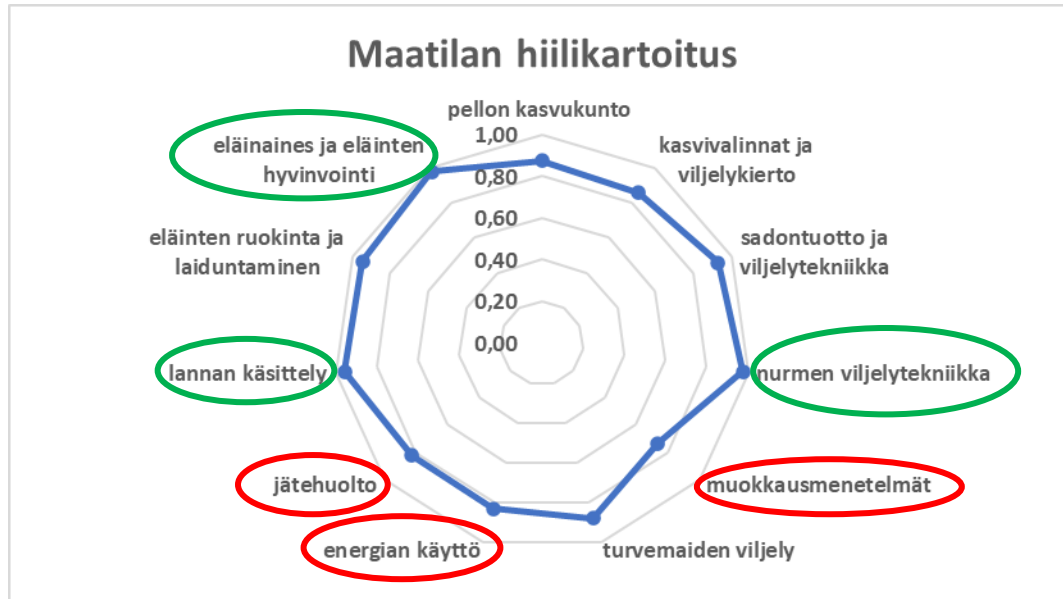 Maatilan hiilikartoitus
pellon kasvukunto
1,00
0,80
0,60
0,40
0,20
0,00
kasvivalinnat ja
viljelykierto
sadontuotto ja
viljelytekniikka
nurmen viljelytekniikka
muokkausmenetelmät
turvemaiden viljely
energian käyttö
jätehuolto
lannan käsittely
eläinten ruokinta ja
laiduntaminen
eläinaines ja eläinten
hyvinvointi